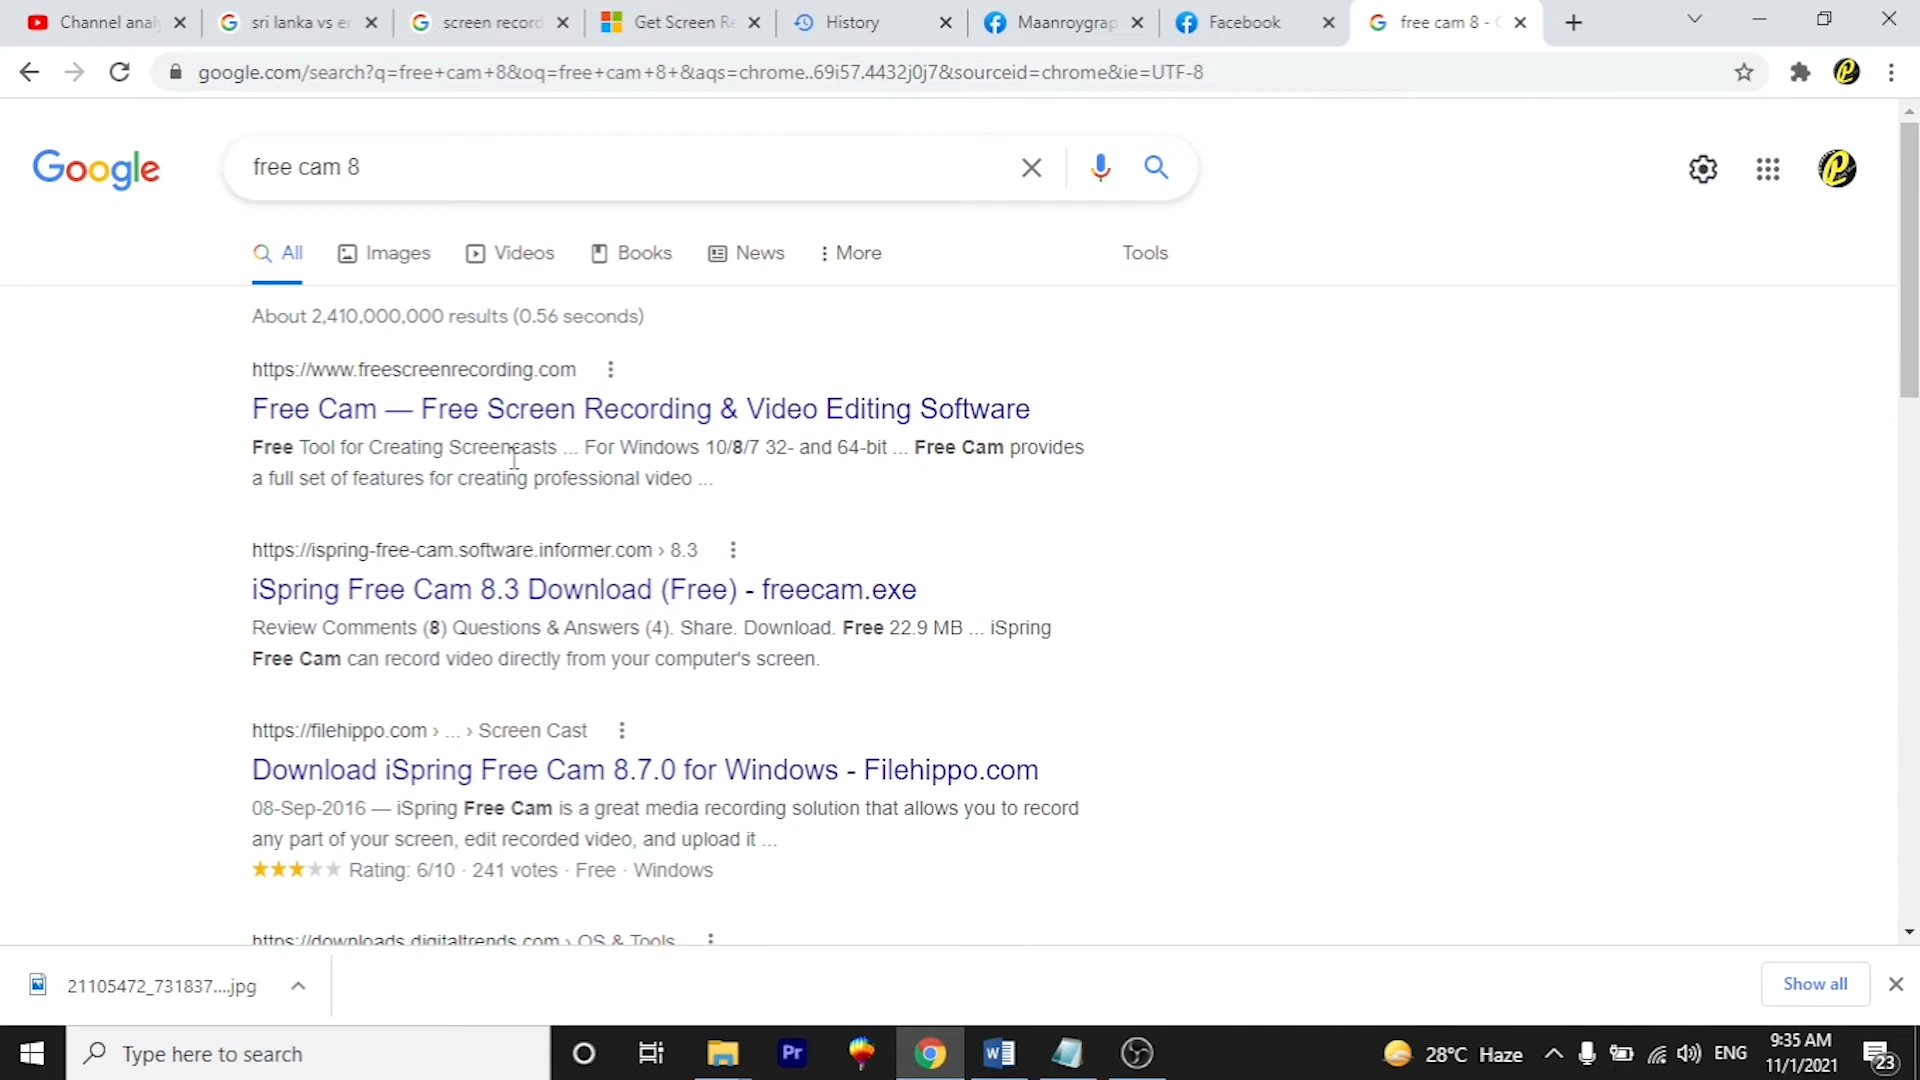 Channel analy
sri lanka vs en
screen record
Get Screen Re
History
Maanroygrap
Facebook
free cam 8 - G
google.com/search?q=free+cam+8&oq=free+cam+8+&aqs=chrome..69i57.4432j0j7&sourceid=chrome&ie=UTF-8
Google
free cam 8
All
Images
Videos
Books
News
More
Tools
About 2,410,000,000 results (0.56 seconds)
https://www.freescreenrecording.com
Free Cam — Free Screen Recording & Video Editing Software
Free Tool for Creating Screencasts ... For Windows 10/8/7 32- and 64-bit ... Free Cam provides
a full set of features for creating professional video ...
https://ispring-free-cam.software.informer.com › 8.3
iSpring Free Cam 8.3 Download (Free) - freecam.exe
Review Comments (8) Questions & Answers (4). Share. Download. Free 22.9 MB ... iSpring
Free Cam can record video directly from your computer's screen.
https://filehippo.com › ... › Screen Cast
Download iSpring Free Cam 8.7.0 for Windows - Filehippo.com
08-Sep-2016 — iSpring Free Cam is a great media recording solution that allows you to record
any part of your screen, edit recorded video, and upload it ...
Rating: 6/10 · 241 votes · Free · Windows
https://downloads.digitaltrends.com › OS & Tools
21105472_731837....jpg
Show all
Type here to search
Pr
28°C Haze
ENG
9:35 AM
11/1/2021
23